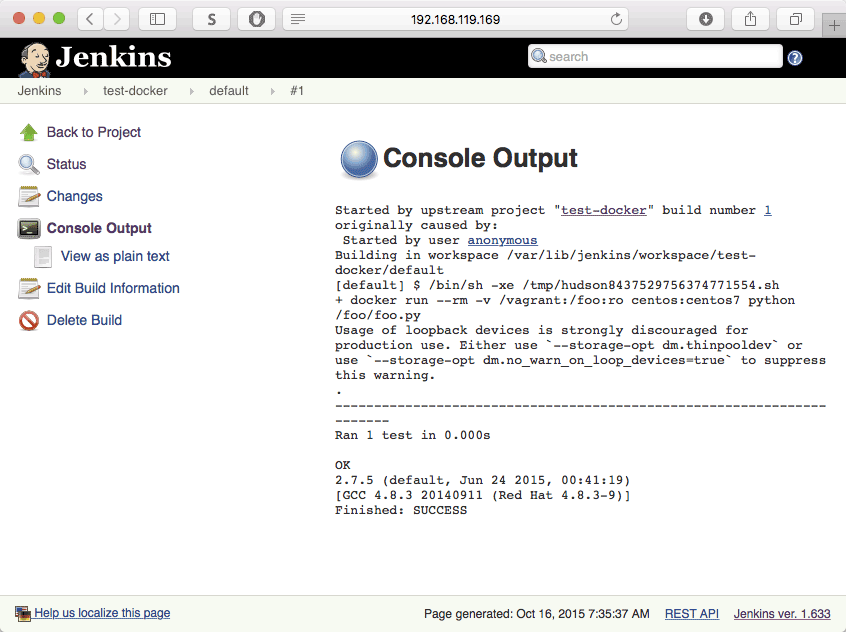 S
192.168.119.169
Jenkins
search
?
Jenkins
test-docker
default
#1
Back to Project
Status
Changes
Console Output
View as plain text
Edit Build Information
Delete Build
Console Output
Started by upstream project "test-docker" build number 1
originally caused by:
Started by user anonymous
Building in workspace /var/lib/jenkins/workspace/test-
docker/default
[default] $ /bin/sh -xe /tmp/hudson8437529756374771554.sh
+ docker run --rm -v /vagrant:/foo:ro centos:centos7 python
/foo/foo.py
Usage of loopback devices is strongly discouraged for
production use. Either use `--storage-opt dm.thinpooldev` or
use `--storage-opt dm.no_warn_on_loop_devices=true` to suppress
this warning.
.
---------------------------------------------------------------
-------
Ran 1 test in 0.000s
OK
2.7.5 (default, Jun 24 2015, 00:41:19)
[GCC 4.8.3 20140911 (Red Hat 4.8.3-9)]
Finished: SUCCESS
Help us localize this page
Page generated: Oct 16, 2015 7:35:37 AM
REST API
Jenkins ver. 1.633